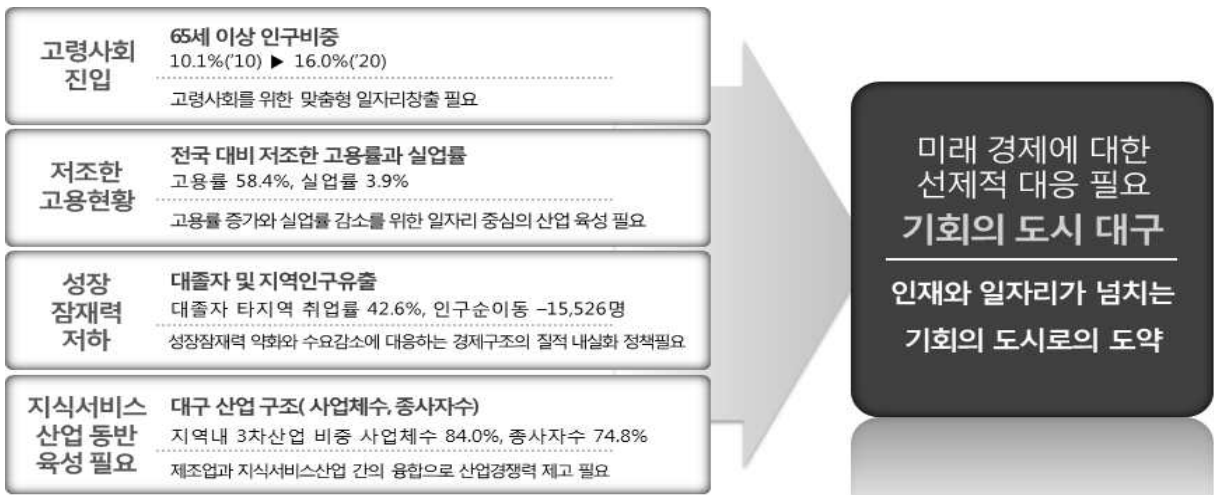 고령사회
진입
65세 이상 인구비중
10.1%('10) ▶ 16.0%('20)
고령사회를 위한 맞춤형 일자리창출 필요
저조한
고용현황
전국 대비 저조한 고용률과 실업률
고용률 58.4%, 실업률 3.9%
고용률 증가와 실업률 감소를 위한 일자리 중심의 산업 육성 필요
성장
잠재력
저하
대졸자 및 지역인구유출
대졸자 타지역 취업률 42.6%, 인구순이동 –15,526명
성장잠재력 약화와 수요감소에 대응하는 경제구조의 질적 내실화 정책필요
지식서비스
산업 동반
육성 필요
대구 산업 구조( 사업체수, 종사자수)
지역내 3차산업 비중 사업체수 84.0%, 종사자수 74.8%
제조업과 지식서비스산업 간의 융합으로 산업경쟁력 제고 필요
미래 경제에 대한
선제적 대응 필요
기회의 도시 대구
인재와 일자리가 넘치는
기회의 도시로의 도약